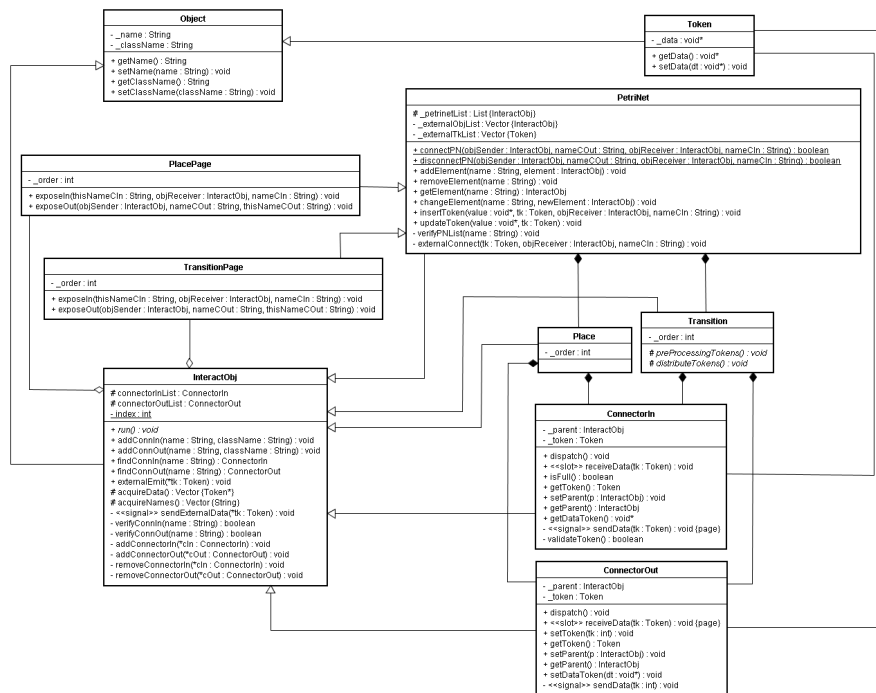 Object
- _name : String
- _className : String
+ getName() : String
+ setName(name : String) : void
+ getClassName() : String
+ setClassName(className : String) : void
Token
- _data : void*
+ getData() : void*
+ setData(dt : void*) : void
PetriNet
# _petrinetList : List {InteractObj}
- _externalObjList : Vector {InteractObj}
- _externalTkList : Vector {Token}
+ connectPN(objSender : InteractObj, nameCOut : String, objReceiver : InteractObj, nameCIn : String) : boolean
+ disconnectPN(objSender : InteractObj, nameCOut : String, objReceiver : InteractObj, nameCIn : String) : boolean
+ addElement(name : String, element : InteractObj) : void
+ removeElement(name : String) : void
+ getElement(name : String) : InteractObj
+ changeElement(name : String, newElement : InteractObj) : void
+ insertToken(value : void*, tk : Token, objReceiver : InteractObj, nameCIn : String) : void
+ updateToken(value : void*, tk : Token) : void
- verifyPNList(name : String) : void
- externalConnect(tk : Token, objReceiver : InteractObj, nameCIn : String) : void
PlacePage
- _order : int
+ exposeIn(thisNameCIn : String, objReceiver : InteractObj, nameCIn : String) : void
+ exposeOut(objSender : InteractObj, nameCOut : String, thisNameCOut : String) : void
TransitionPage
- _order : int
+ exposeIn(thisNameCIn : String, objReceiver : InteractObj, nameCIn : String) : void
+ exposeOut(objSender : InteractObj, nameCOut : String, thisNameCOut : String) : void
Place
- _order : int
Transition
- _order : int
# preProcessingTokens() : void
# distributeTokens() : void
InteractObj
# connectorInList : ConnectorIn
# connectorOutList : ConnectorOut
- index : int
+ run() : void
+ addConnIn(name : String, className : String) : void
+ addConnOut(name : String, className : String) : void
+ findConnIn(name : String) : ConnectorIn
+ findConnOut(name : String) : ConnectorOut
+ externalEmit(*tk : Token) : void
# acquireData() : Vector {Token*}
# acquireNames() : Vector {String}
- <<signal>> sendExternalData(*tk : Token) : void
- verifyConnIn(name : String) : boolean
- verifyConnOut(name : String) : boolean
- addConnectorIn(*cIn : ConnectorIn) : void
- addConnectorOut(*cOut : ConnectorOut) : void
- removeConnectorIn(*cIn : ConnectorIn) : void
- removeConnectorOut(*cOut : ConnectorOut) : void
ConnectorIn
- _parent : InteractObj
- _token : Token
+ dispatch() : void
+ <<slot>> receiveData(tk : Token) : void
+ isFull() : boolean
+ getToken() : Token
+ setParent(p : InteractObj) : void
+ getParent() : InteractObj
+ getDataToken() : void*
- <<signal>> sendData(tk : Token) : void {page}
- validateToken() : boolean
ConnectorOut
- _parent : InteractObj
- _token : Token
+ dispatch() : void
+ <<slot>> receiveData(tk : Token) : void {page}
+ setToken(tk : int) : void
+ getToken() : Token
+ setParent(p : InteractObj) : void
+ getParent() : InteractObj
+ setDataToken(dt : void*) : void
- <<signal>> sendData(tk : int) : void